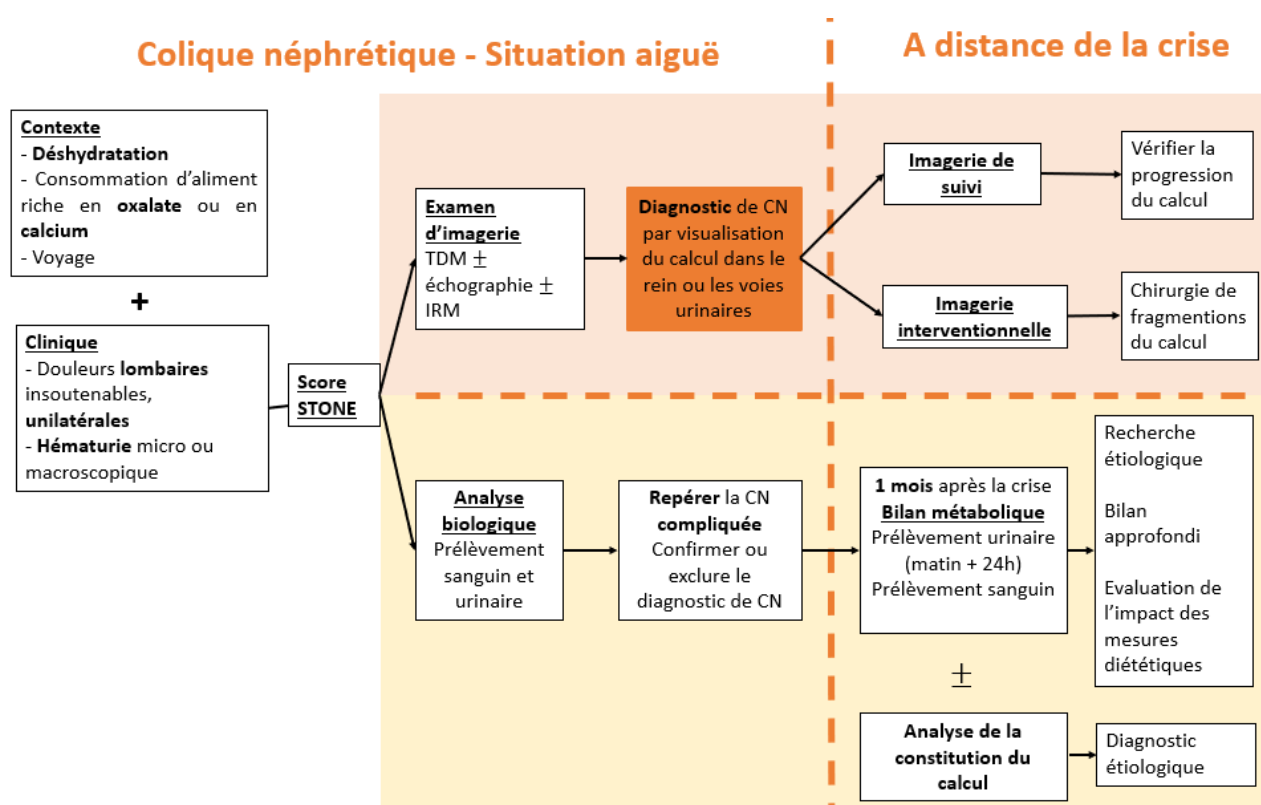 Colique néphrétique - Situation aiguë
A distance de la crise
Contexte
- Déshydratation
- Consommation d'aliment
riche en oxalate ou en
calcium
- Voyage
+
Clinique
- Douleurs lombaires
insoutenables,
unilatérales
- Hématurie micro ou
macroscopique
Score
STONE
Examen
d'imagerie
TDM ±
échographie ±
IRM
Diagnostic de CN
par visualisation
du calcul dans le
rein ou les voies
urinaires
Imagerie de
suivi
Vérifier la
progression
du calcul
Imagerie
interventionnelle
Chirurgie de
fragmentions
du calcul
Analyse
biologique
Prélèvement
sanguin et
urinaire
Repérer la CN
compliquée
Confirmer ou
exclure le
diagnostic de CN
1 mois après la crise
Bilan métabolique
Prélèvement urinaire
(matin + 24h)
Prélèvement sanguin
Recherche
étiologique
Bilan
approfondi
Evaluation de
l'impact des
mesures
diététiques
±
Analyse de la
constitution du
calcul
Diagnostic
étiologique